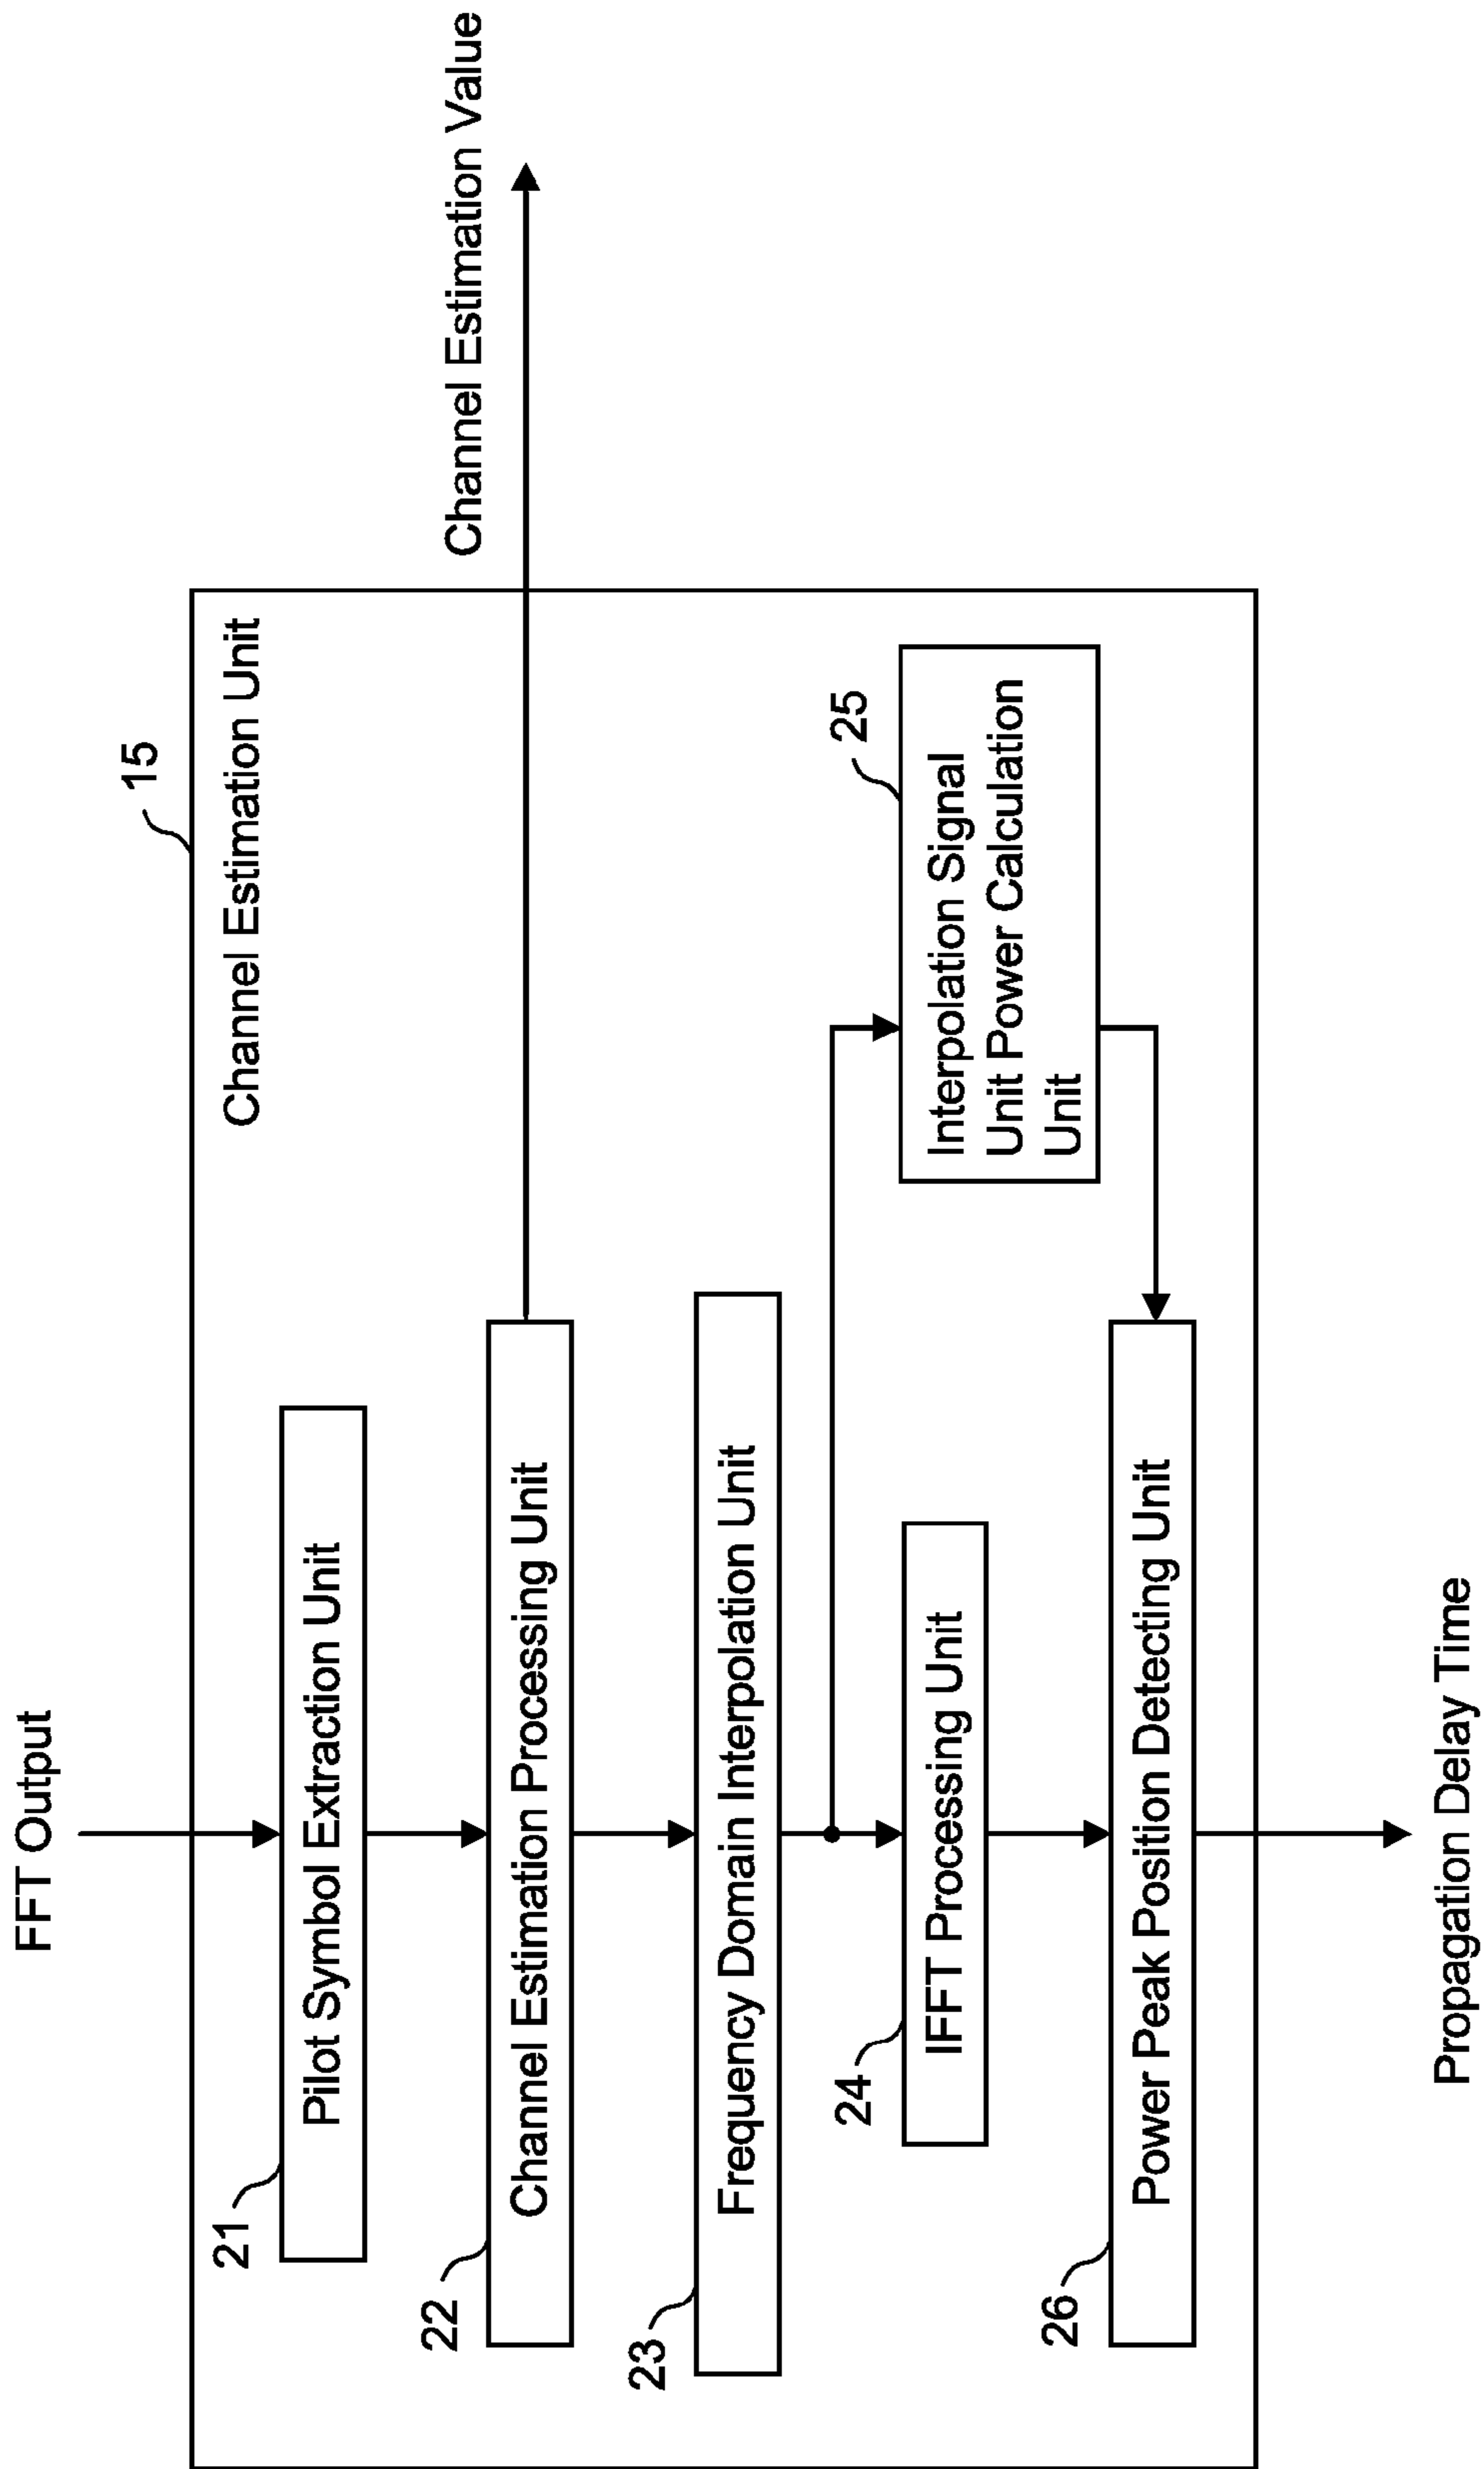 FFT Output
15
Channel Estimation Unit
21
Pilot Symbol Extraction Unit
22
Channel Estimation Processing Unit
Channel Estimation Value
23
Frequency Domain Interpolation Unit
24
IFFT Processing Unit
25
Interpolation Signal
Unit Power Calculation
Unit
26
Power Peak Position Detecting Unit
Propagation Delay Time